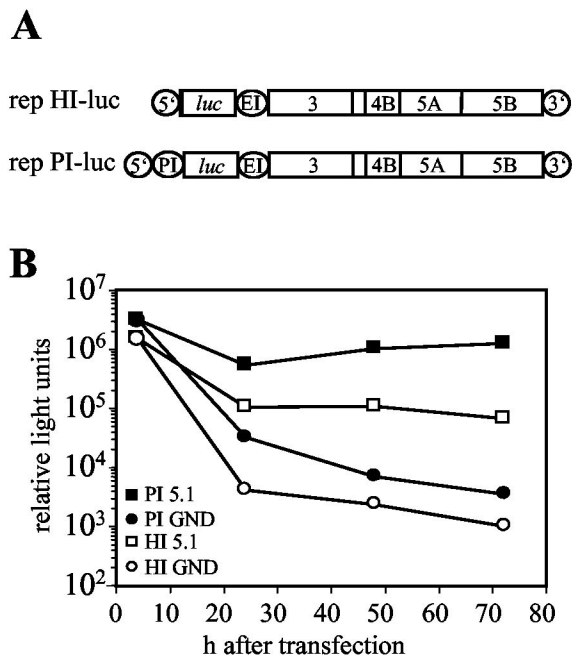 A
rep HI-luc 5' luc EI 3 4B 5A 5B 3'
rep PI-luc 5' PI luc EI 3 4B 5A 5B 3'
B
relative light units
10^7
10^6
10^5
10^4
10^3
10^2
PI 5.1
PI GND
HI 5.1
HI GND
0 10 20 30 40 50 60 70 80
h after transfection